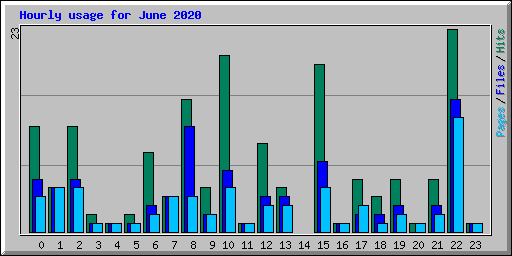 Hourly usage for June 2020
23
Pages / Files / Hits
0 1 2 3 4 5 6 7 8 9 10 11 12 13 14 15 16 17 18 19 20 21 22 23